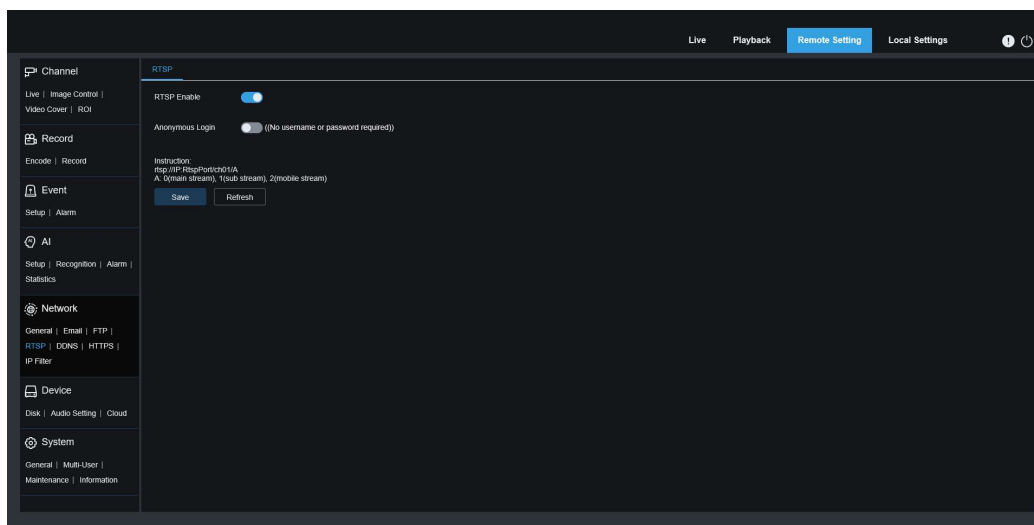 Live Playback Remote Setting Local Settings
Channel
Live | Image Control |
Video Cover | ROI
Record
Encode | Record
Event
Setup | Alarm
AI
Setup | Recognition | Alarm |
Statistics
Network
General | Email | FTP |
RTSP | DDNS | HTTPS |
IP Filter
Device
Disk | Audio Setting | Cloud
System
General | Multi-User |
Maintenance | Information
RTSP
RTSP Enable
Anonymous Login ((No username or password required))
Instruction:
rtsp://IP:RtspPort/ch01/A
A: 0(main stream), 1(sub stream), 2(mobile stream)
Save Refresh